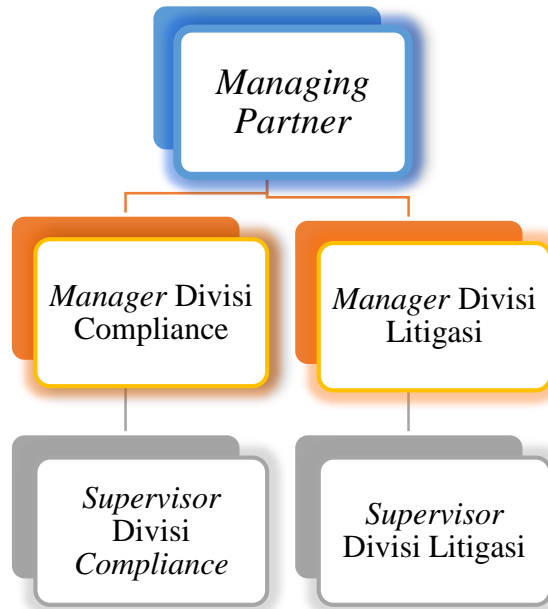 Managing
Partner
Manager Divisi
Compliance
Manager Divisi
Litigasi
Supervisor
Divisi
Compliance
Supervisor
Divisi Litigasi